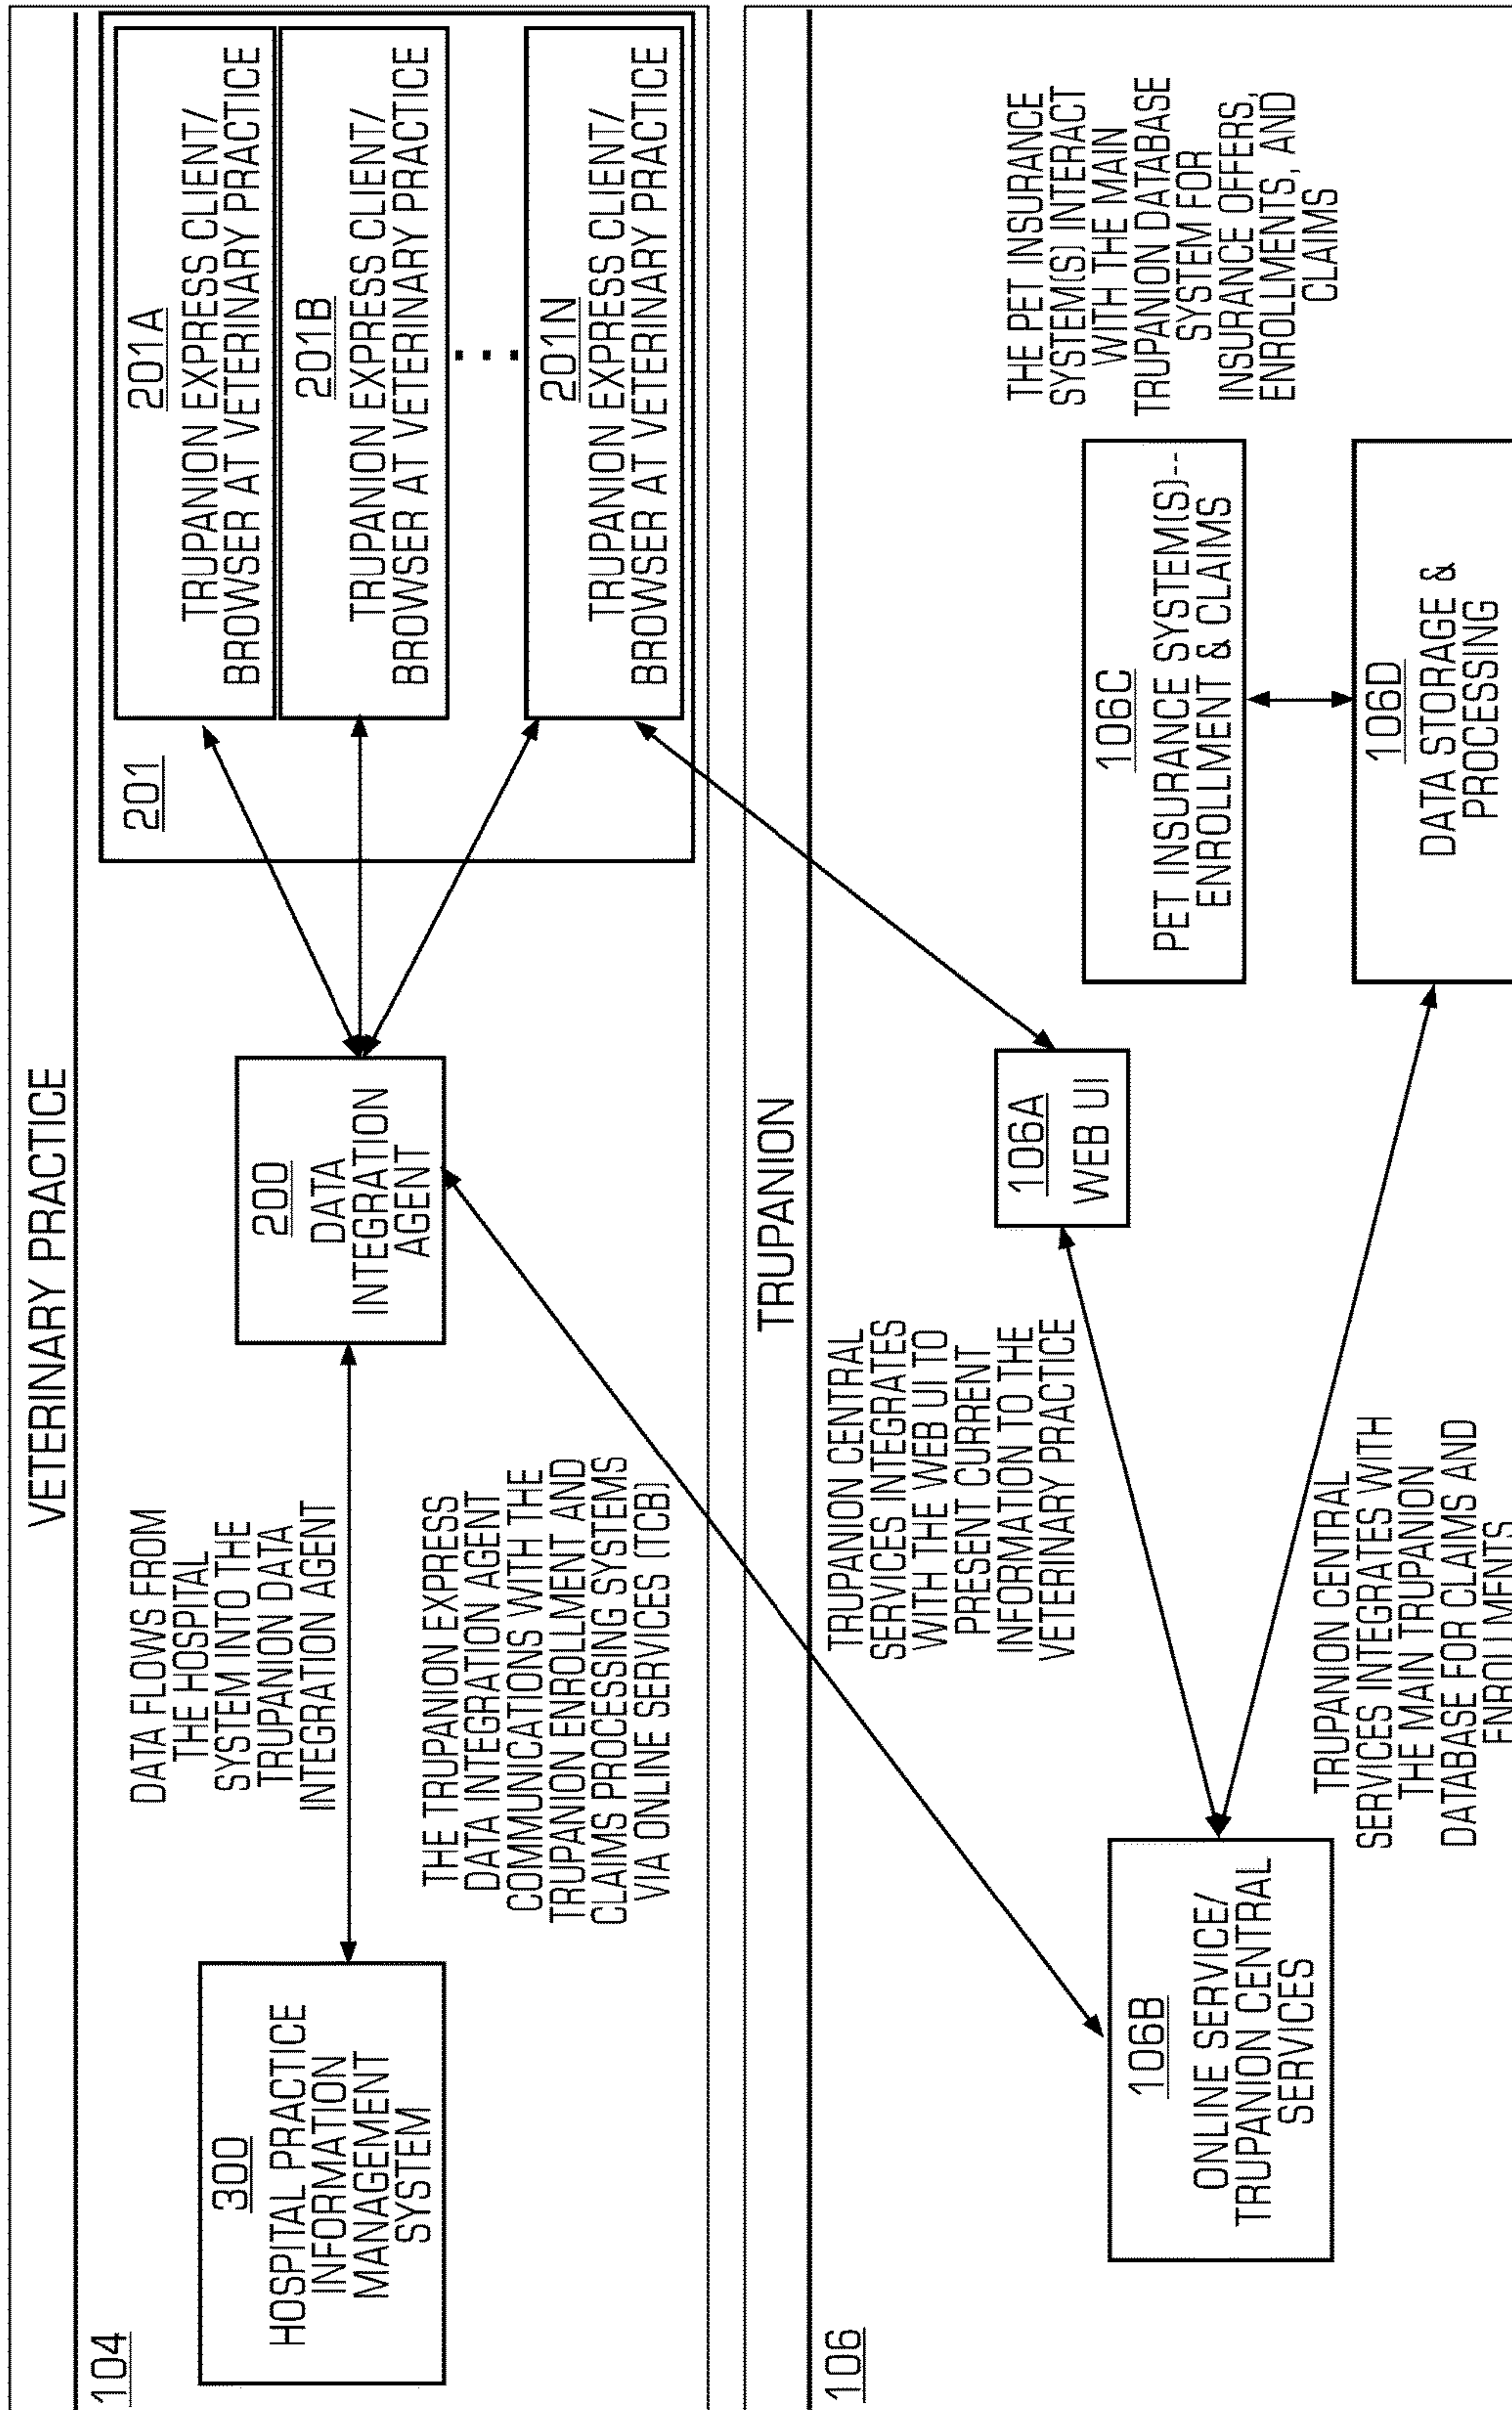 VETERINARY PRACTICE
104
300
HOSPITAL PRACTICE
INFORMATION
MANAGEMENT
SYSTEM
DATA FLOWS FROM
THE HOSPITAL
SYSTEM INTO THE
TRUPANION DATA
INTEGRATION AGENT
THE TRUPANION EXPRESS
DATA INTEGRATION AGENT
COMMUNICATIONS WITH THE
TRUPANION ENROLLMENT AND
CLAIMS PROCESSING SYSTEMS
VIA ONLINE SERVICES (TCB)
200
DATA
INTEGRATION
AGENT
201
201A
TRUPANION EXPRESS CLIENT/
BROWSER AT VETERINARY PRACTICE
201B
TRUPANION EXPRESS CLIENT/
BROWSER AT VETERINARY PRACTICE
201N
TRUPANION EXPRESS CLIENT/
BROWSER AT VETERINARY PRACTICE
TRUPANION
106
106B
ONLINE SERVICE/
TRUPANION CENTRAL
SERVICES
TRUPANION CENTRAL
SERVICES INTEGRATES
WITH THE WEB UI TO
PRESENT CURRENT
INFORMATION TO THE
VETERINARY PRACTICE
TRUPANION CENTRAL
SERVICES INTEGRATES WITH
THE MAIN TRUPANION
DATABASE FOR CLAIMS AND
ENROLLMENTS
106A
WEB UI
106C
PET INSURANCE SYSTEM(S)--
ENROLLMENT & CLAIMS
106D
DATA STORAGE &
PROCESSING
THE PET INSURANCE
SYSTEM(S) INTERACT
WITH THE MAIN
TRUPANION DATABASE
SYSTEM FOR
INSURANCE OFFERS,
ENROLLMENTS, AND
CLAIMS